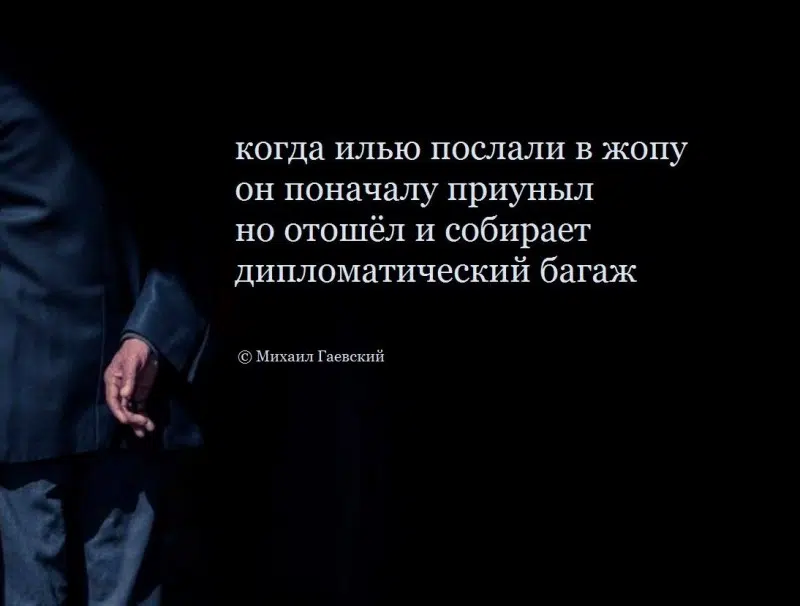 когда илью послали в жопу
он поначалу приуныл
но отошёл и собирает
дипломатический багаж
© Михаил Гаевский